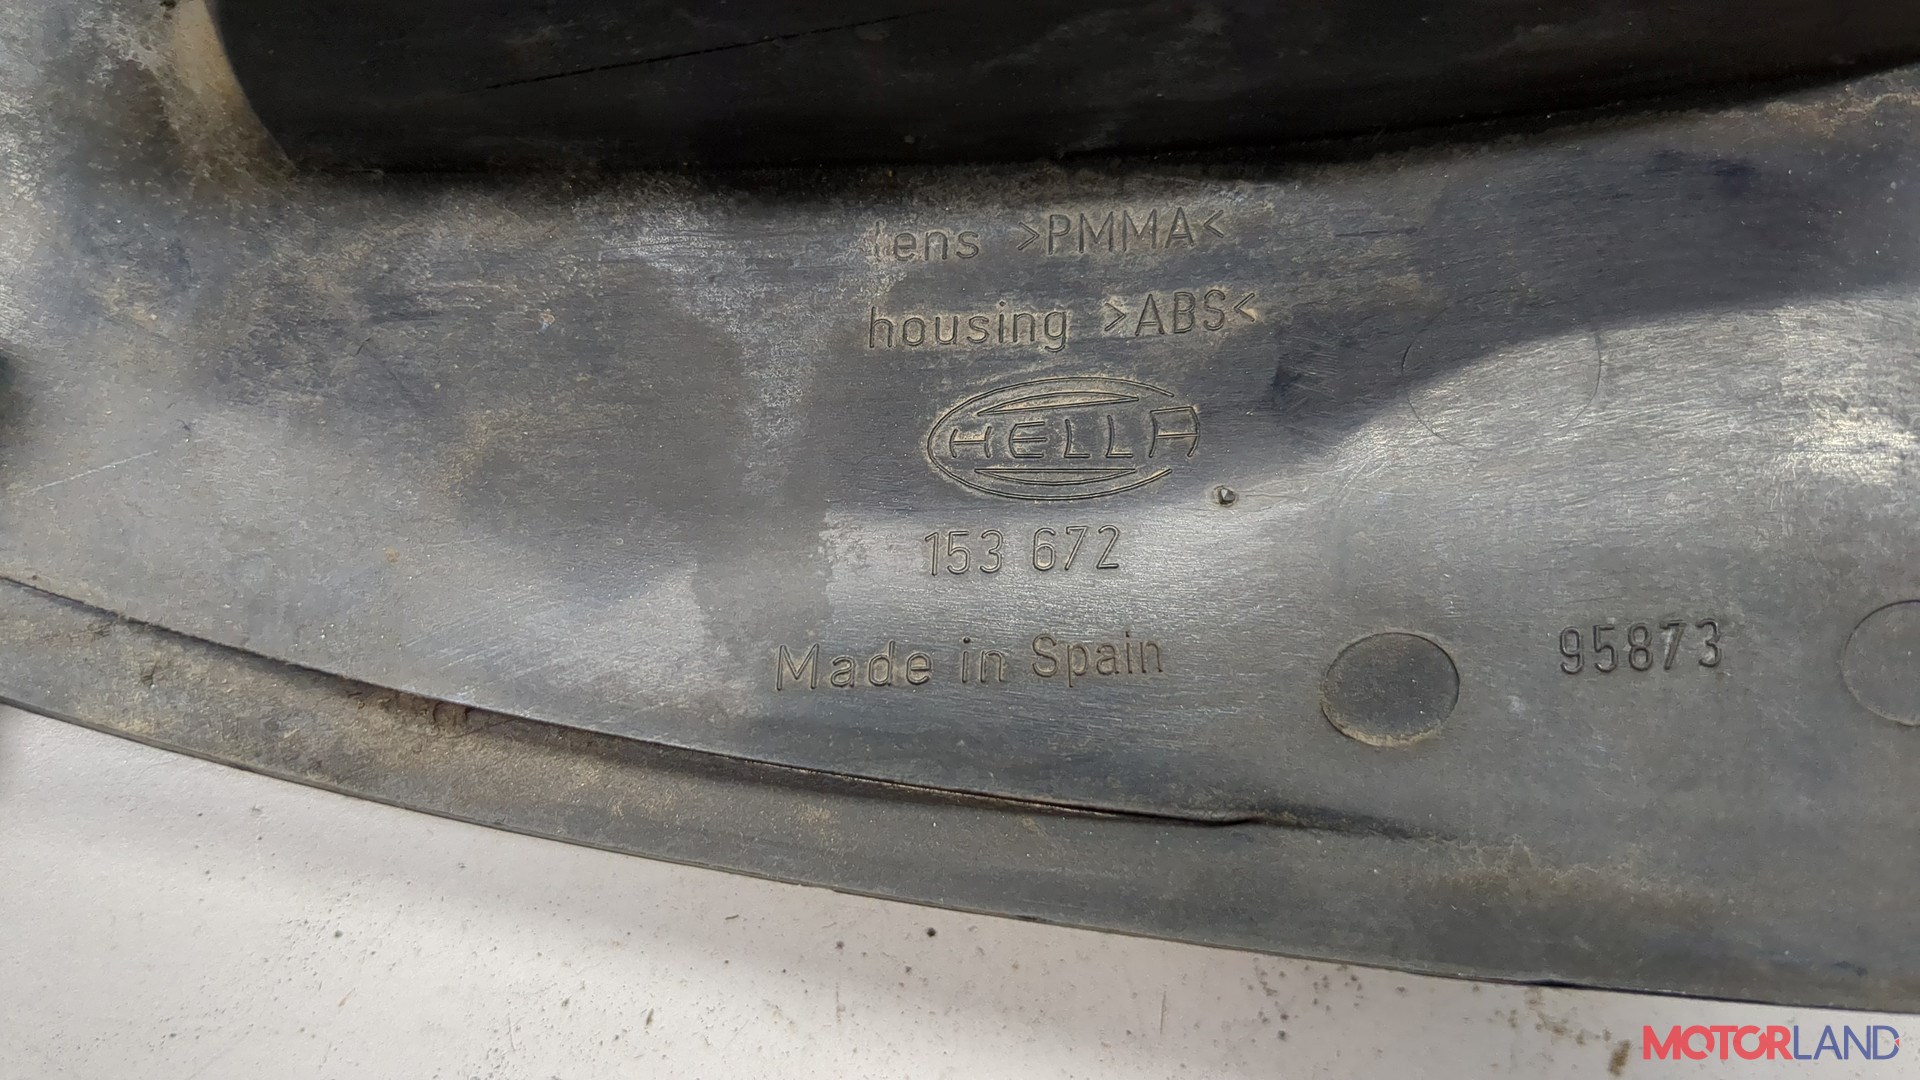 lens >PMMA<
housing >ABS<
HELLA
153 672
Made in Spain
95873
MOTORLAND